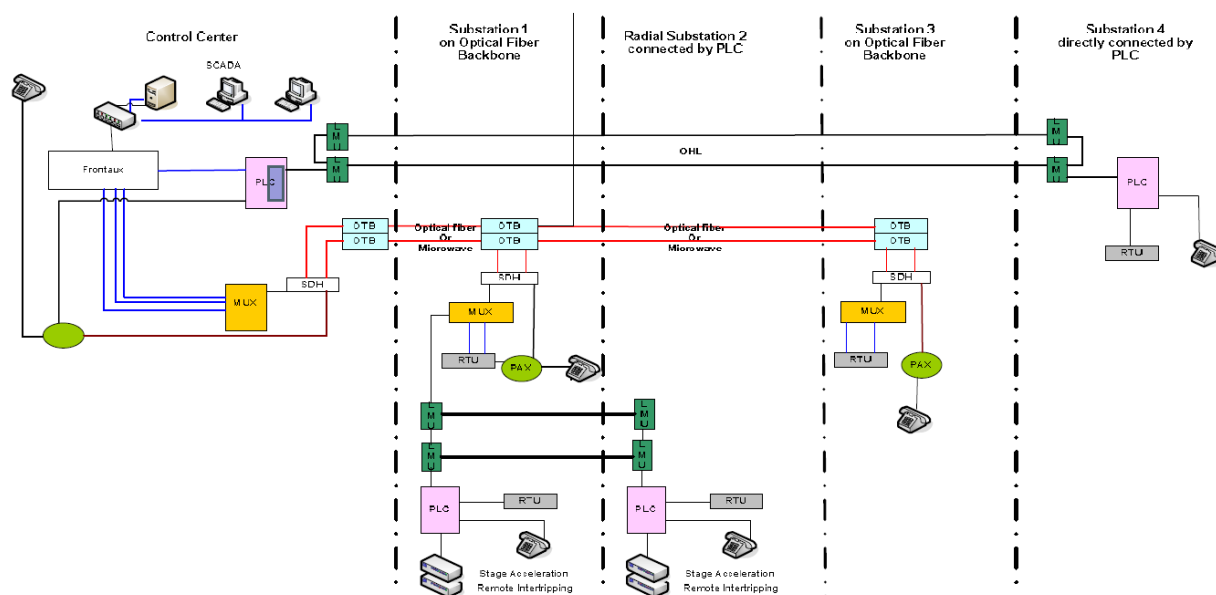 Control Center
Substation 1
on Optical Fiber
Backbone
Radial Substation 2
connected by PLC
Substation 3
on Optical Fiber
Backbone
Substation 4
directly connected by
PLC
SCADA
LMU
LMU
OHL
LMU
LMU
Frontaux
PLC
PLC
RTU
OTB
OTB
Optical fiber
Or
Microwave
OTB
OTB
Optical fiber
Or
Microwave
OTB
OTB
SDH
MUX
SDH
MUX
RTU
PAX
SDH
MUX
RTU
PAX
LMU
LMU
LMU
LMU
PLC
RTU
PLC
RTU
Stage Acceleration
Remote Intertripping
Stage Acceleration
Remote Intertripping